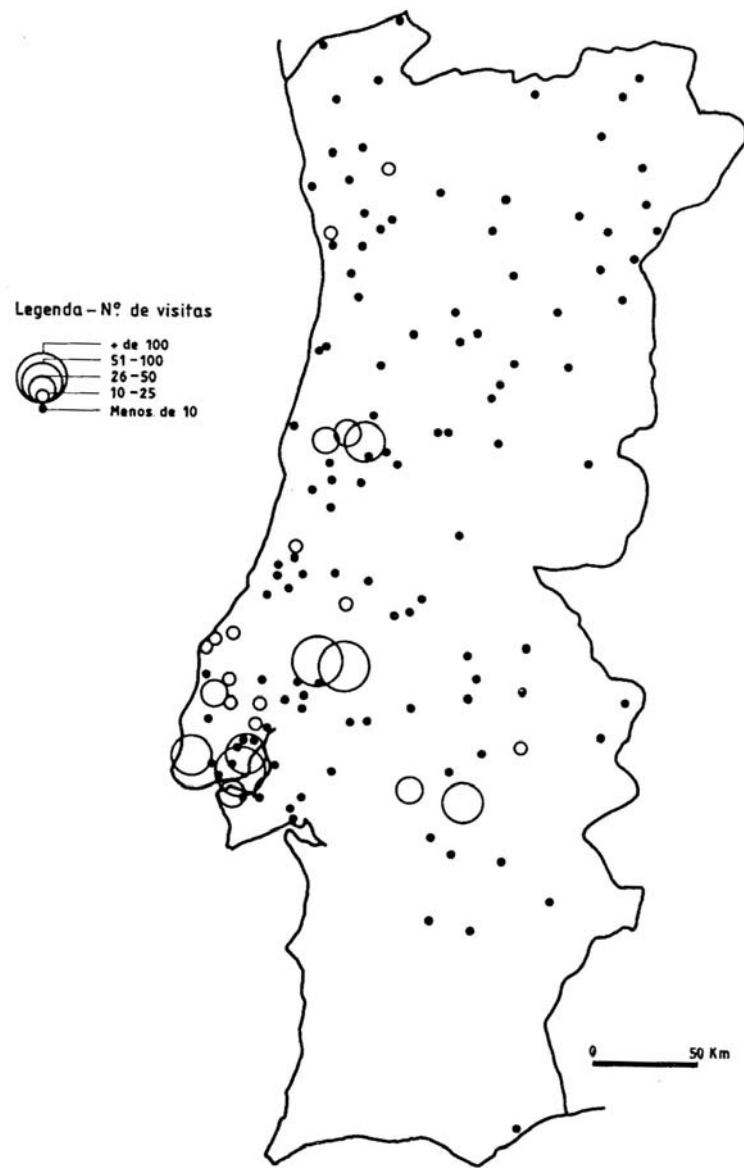 Legenda – Nº de visitas
+ de 100
51 – 100
26 – 50
10 – 25
Menos de 10
0 50 Km